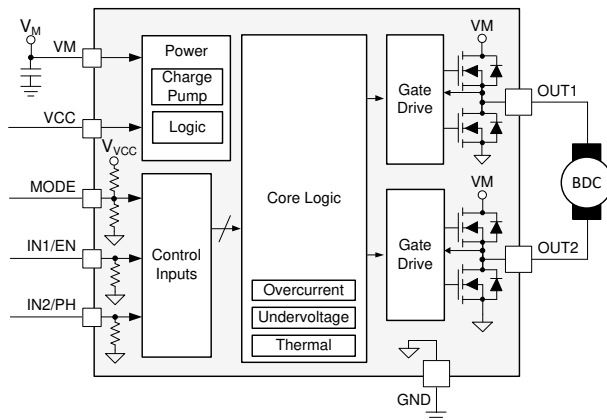 VM
VM
Power
Charge
Pump
Logic
VCC
VVCC
MODE
IN1/EN
IN2/PH
Control
Inputs
Core Logic
Overcurrent
Undervoltage
Thermal
Gate
Drive
VM
OUT1
BDC
Gate
Drive
VM
OUT2
GND